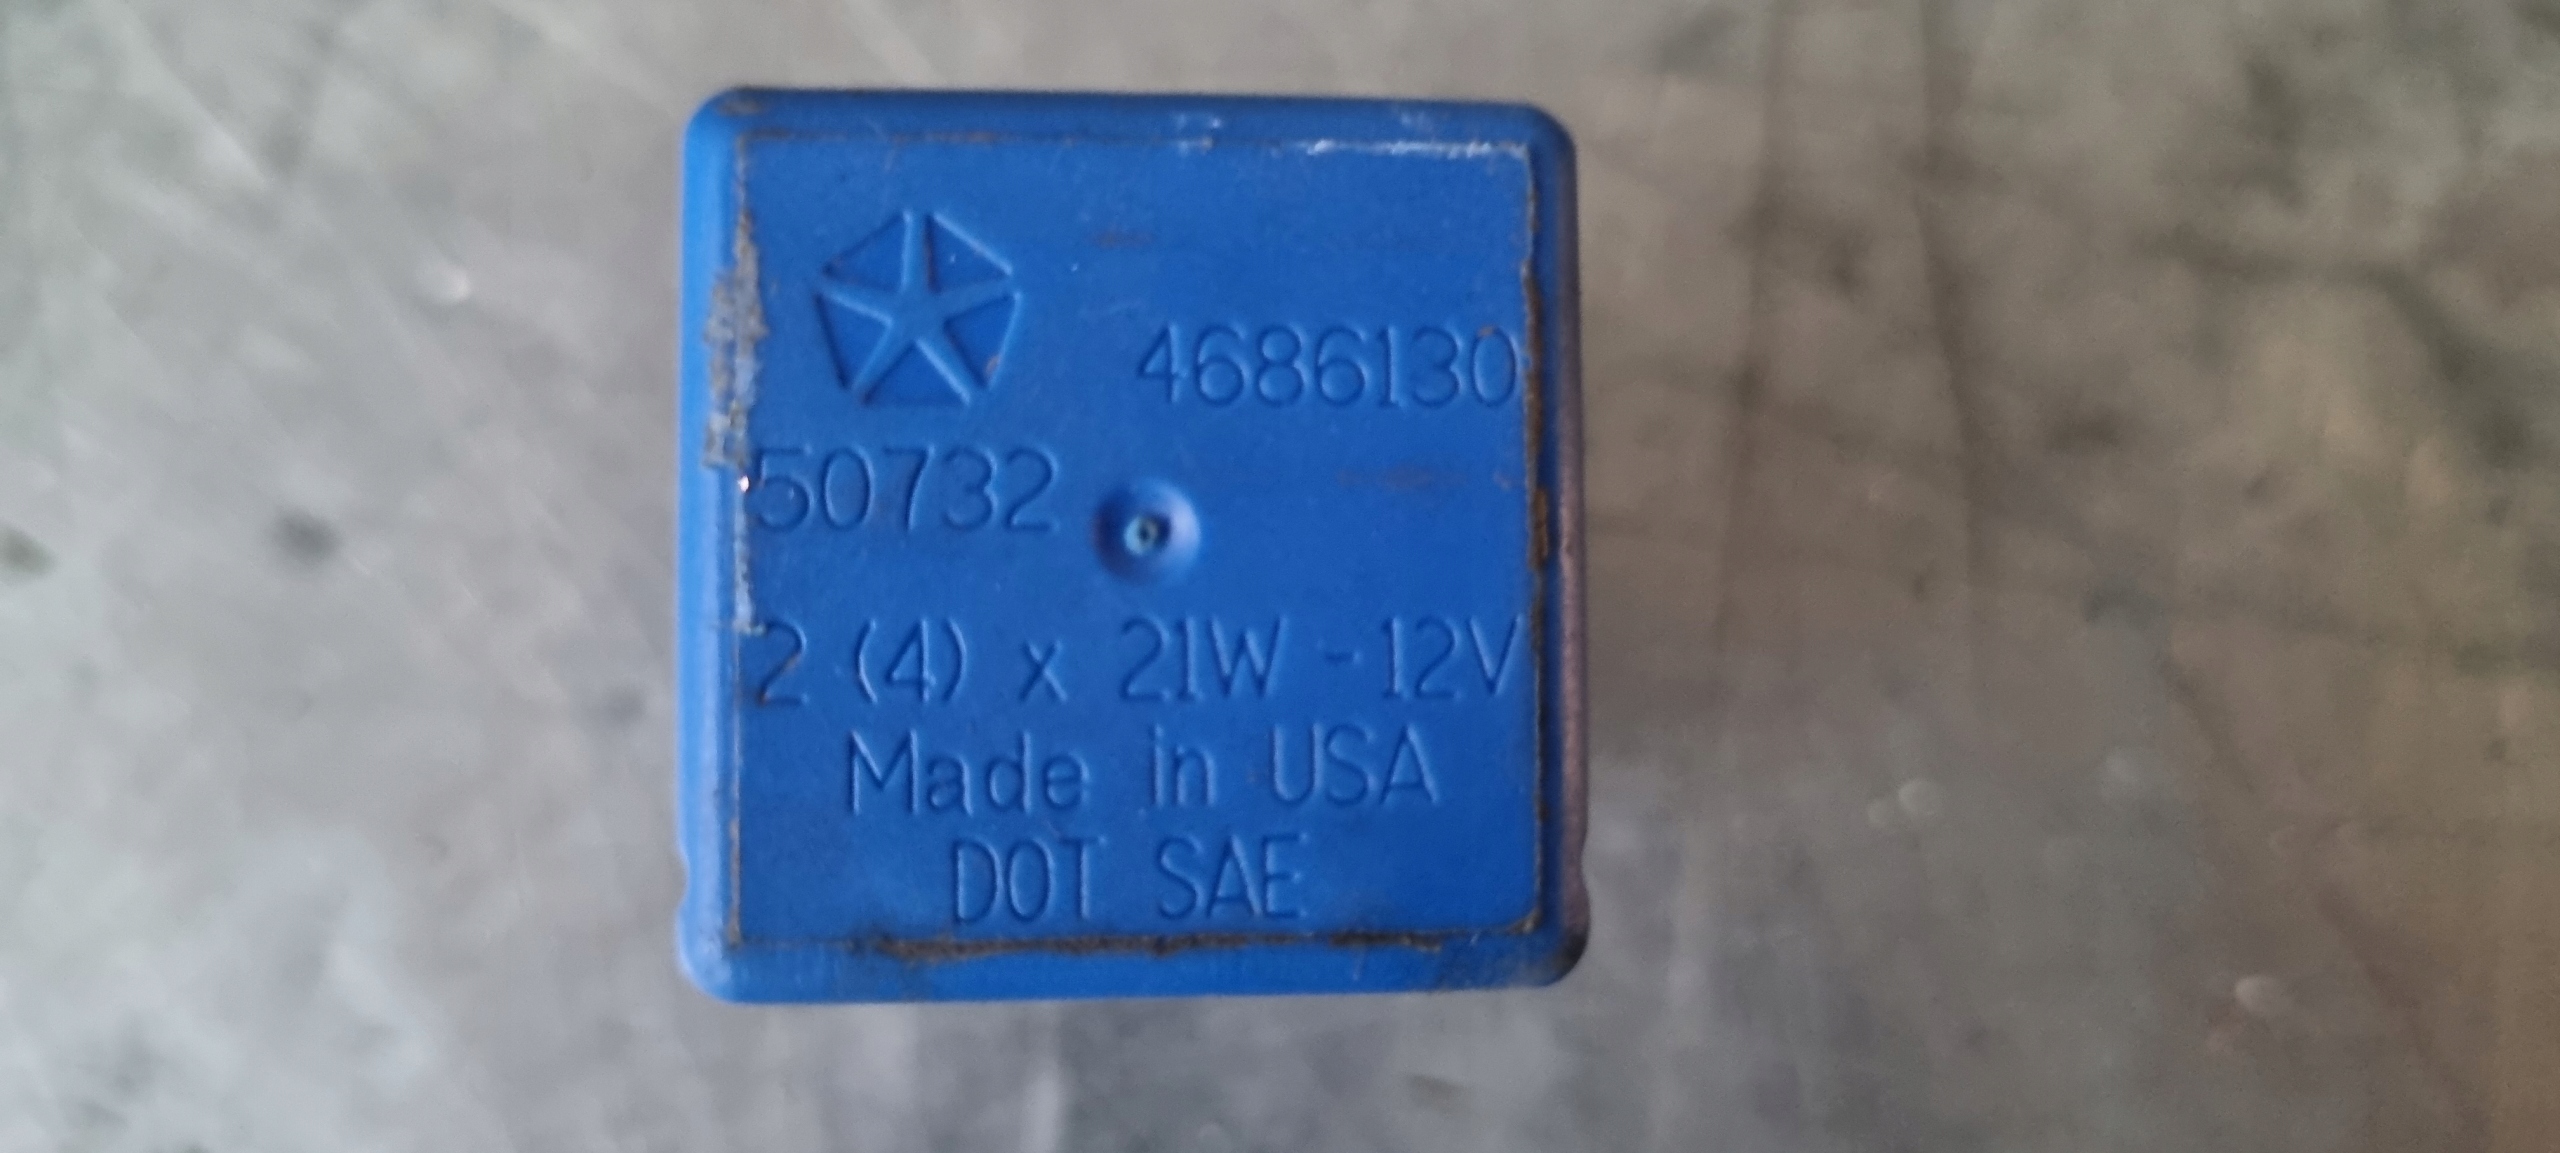 4686130
50732
2 (4) x 21W - 12V
Made in USA
DOT SAE